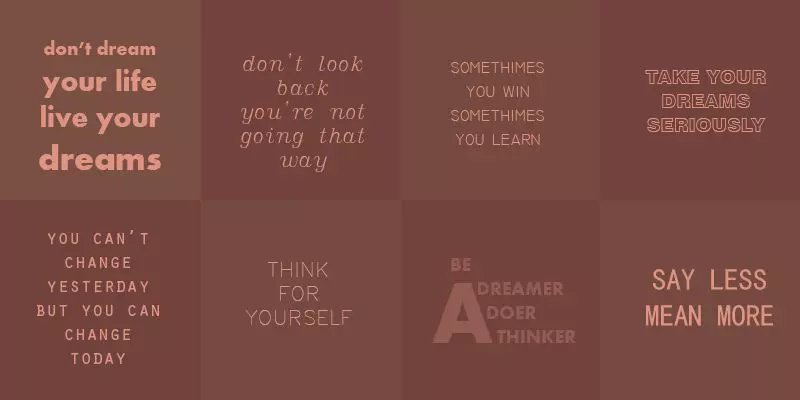 don't dream
your life
live your
dreams
don't look
back
you're not
going that
way
SOMETHIMES
YOU WIN
SOMETHIMES
YOU LEARN
TAKE YOUR
DREAMS
SERIOUSLY
YOU CAN'T
CHANGE
YESTERDAY
BUT YOU CAN
CHANGE
TODAY
THINK
FOR
YOURSELF
BE
A DREAMER
DOER
THINKER
SAY LESS
MEAN MORE